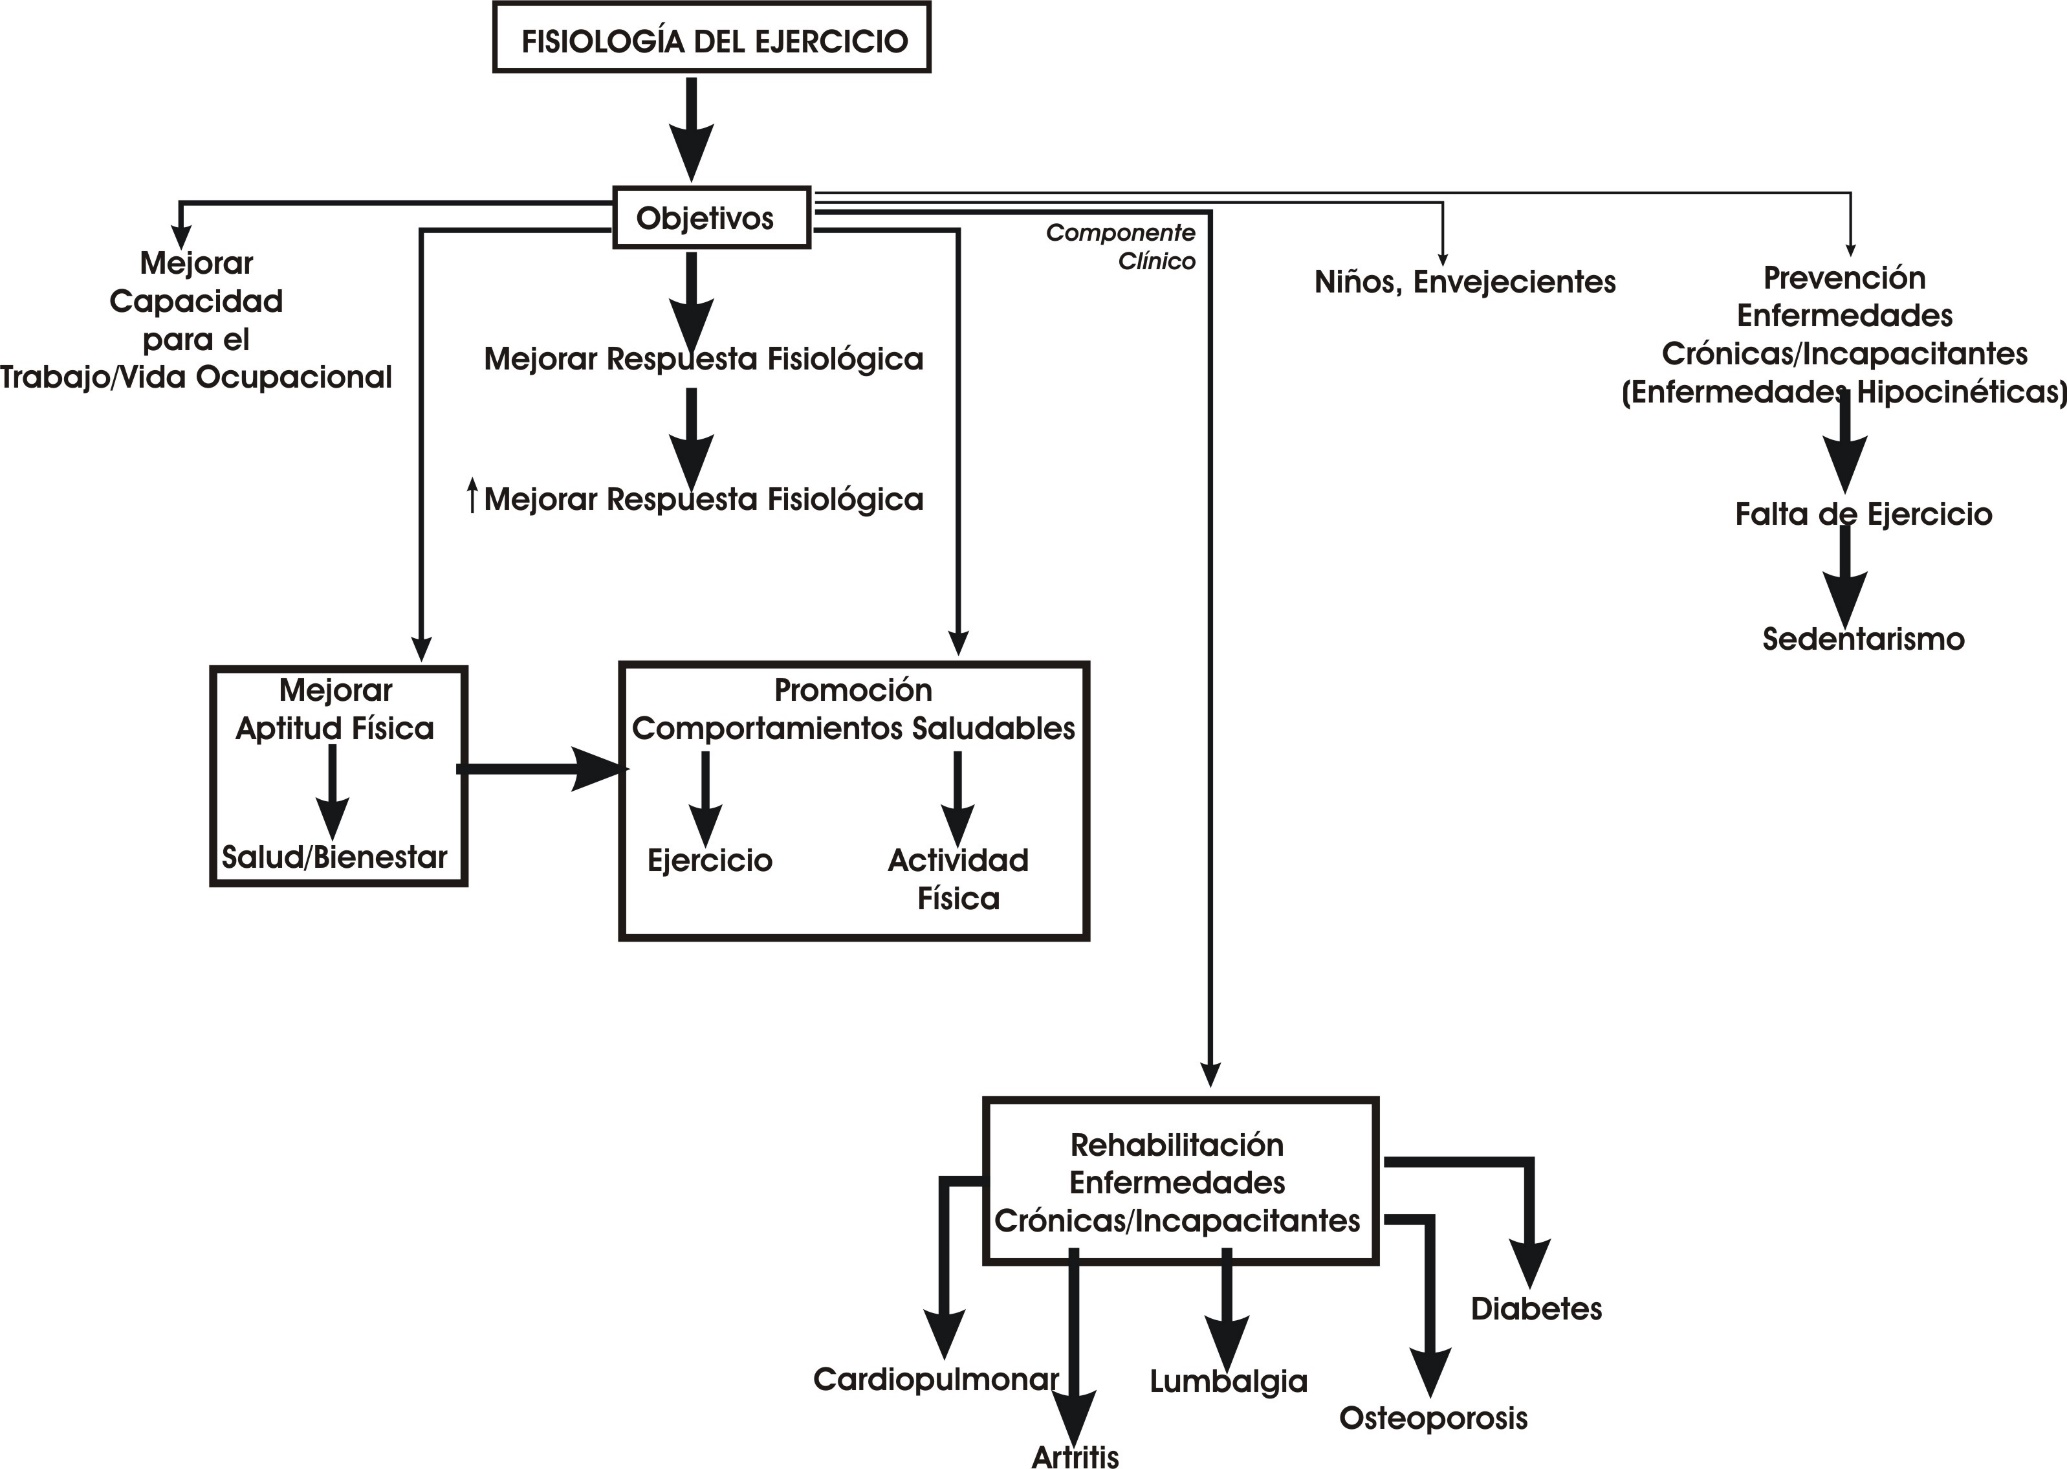 FISIOLOGÍA DEL EJERCICIO
Objetivos
Componente
Clínico
Mejorar
Capacidad
para el
Trabajo/Vida Ocupacional
Mejorar Respuesta Fisiológica
↑ Mejorar Respuesta Fisiológica
Niños, Envejecientes
Prevención
Enfermedades
Crónicas/Incapacitantes
(Enfermedades Hipocinéticas)
Falta de Ejercicio
Sedentarismo
Mejorar
Aptitud Física
Salud/Bienestar
Promoción
Comportamientos Saludables
Ejercicio
Actividad
Física
Rehabilitación
Enfermedades
Crónicas/Incapacitantes
Cardiopulmonar
Artritis
Lumbalgia
Osteoporosis
Diabetes